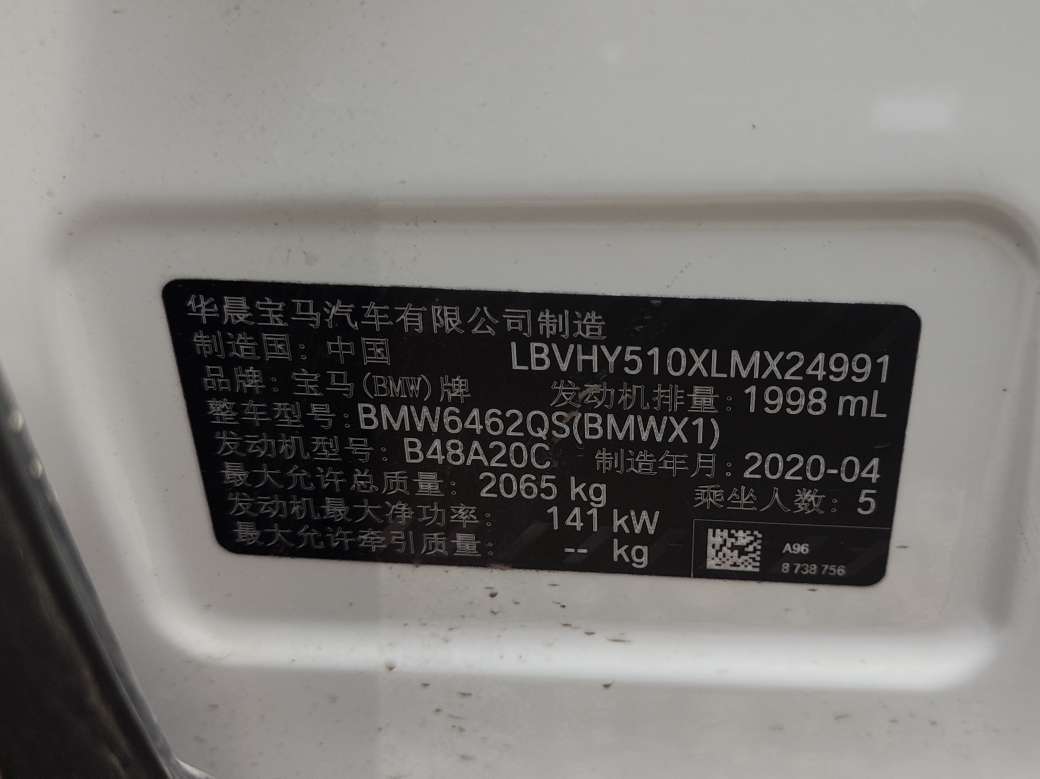 华晨宝马汽车有限公司制造
制造国: 中国 LBVHY510XLMX24991
品牌: 宝马(BMW)牌 发动机排量: 1998 mL
整车型号: BMW6462QS(BMWX1)
发动机型号: B48A20C 制造年月: 2020-04
最大允许总质量: 2065 kg 乘坐人数: 5
发动机最大净功率: 141 kW
最大允许牵引质量: -- kg
A96
8 738 756